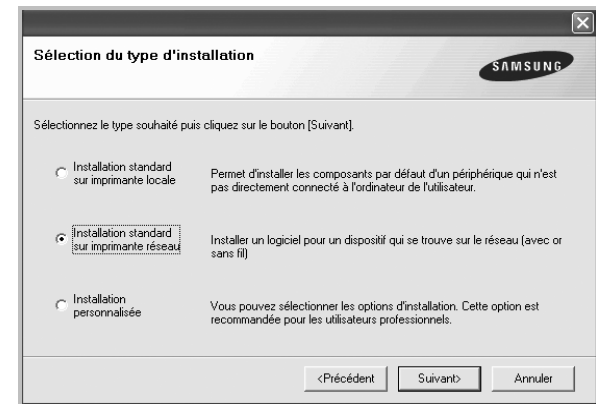 Sélection du type d'installation
SAMSUNG
Sélectionnez le type souhaité puis cliquez sur le bouton [Suivant].
Installation standard
sur imprimante locale
Permet d'installer les composants par défaut d'un périphérique qui n'est
pas directement connecté à l'ordinateur de l'utilisateur.
Installation standard
sur imprimante réseau
Installer un logiciel pour un dispositif qui se trouve sur le réseau (avec or
sans fil)
Installation
personnalisée
Vous pouvez sélectionner les options d'installation. Cette option est
recommandée pour les utilisateurs professionnels.
<Précédent
Suivant>
Annuler